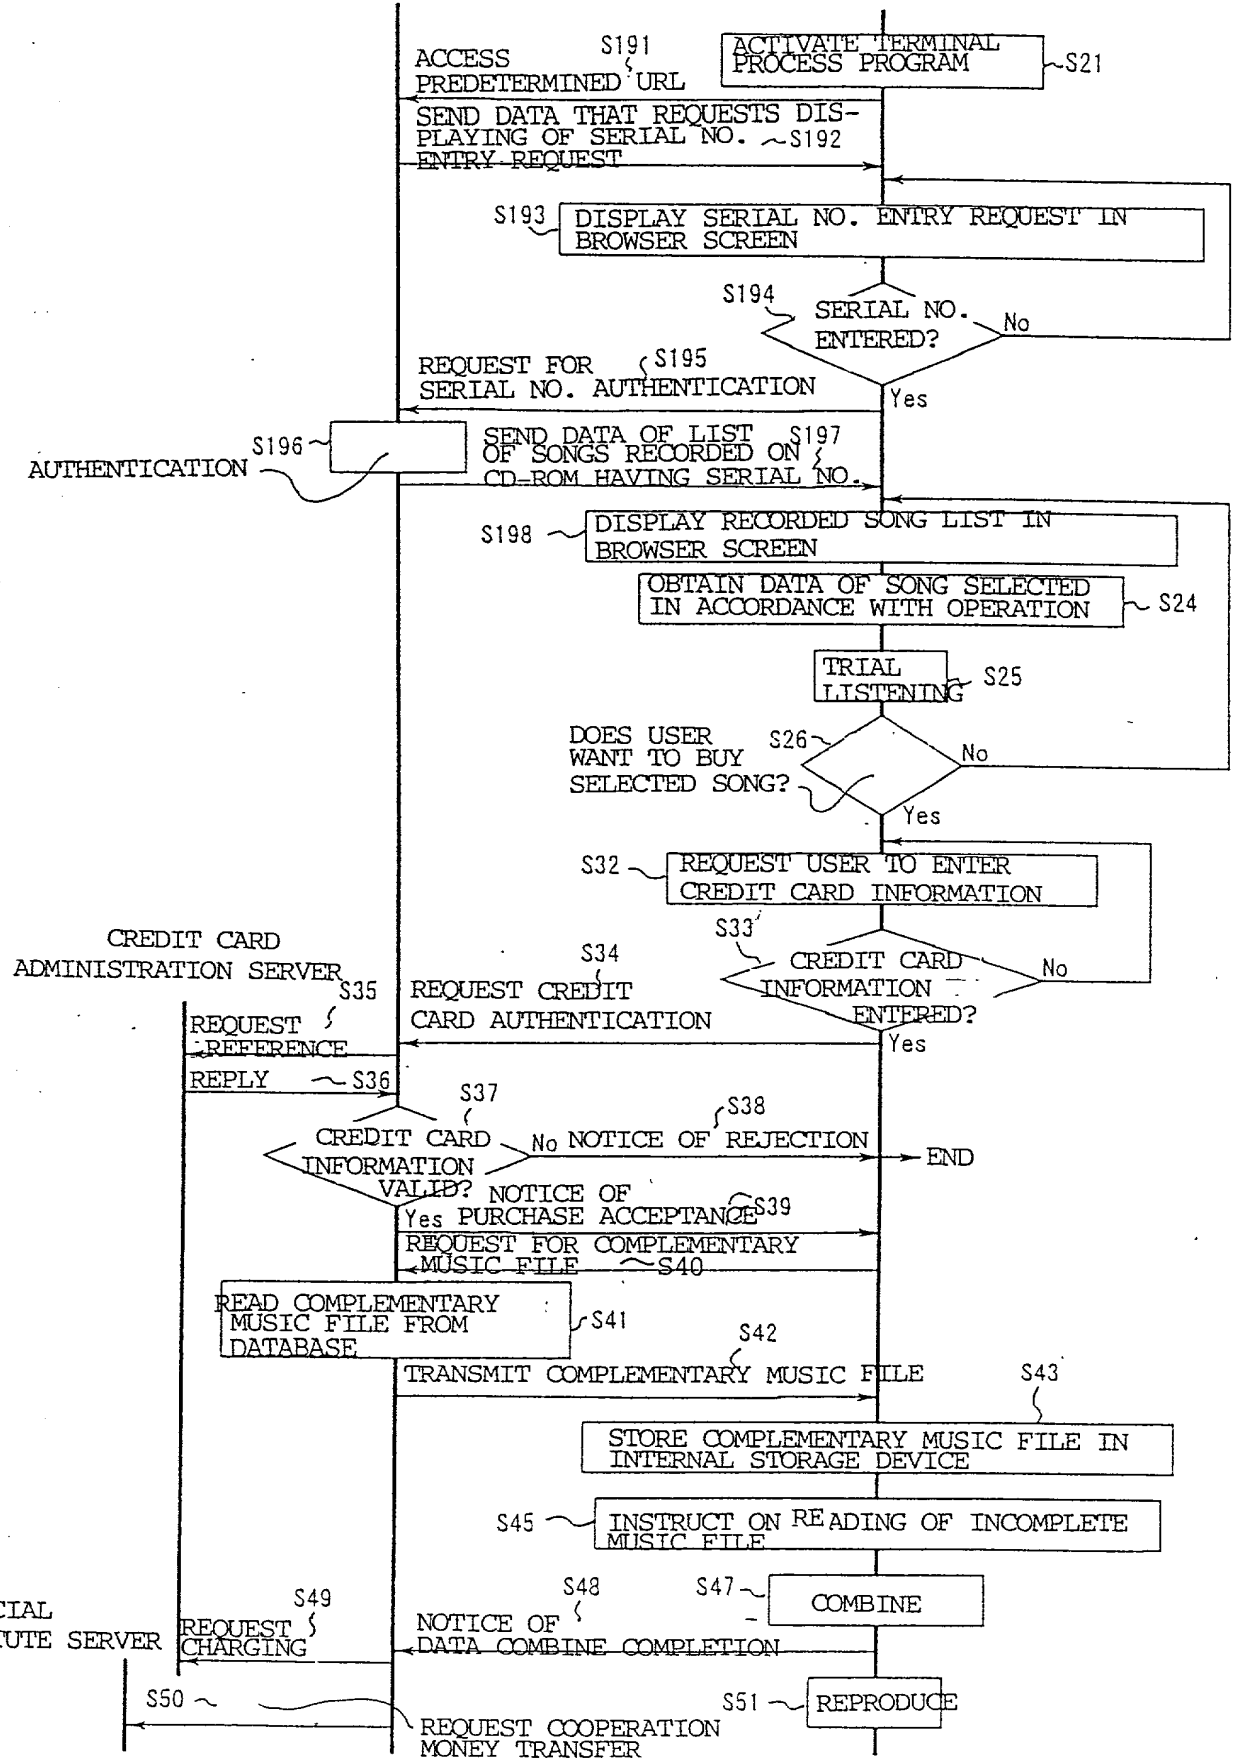 ACTIVATE TERMINAL
PROCESS PROGRAM
S21
S191
ACCESS
PREDETERMINED URL
SEND DATA THAT REQUESTS DIS-
PLAYING OF SERIAL NO.
ENTRY REQUEST
S192
S193
DISPLAY SERIAL NO. ENTRY REQUEST IN
BROWSER SCREEN
S194
SERIAL NO.
ENTERED?
No
Yes
REQUEST FOR
SERIAL NO. AUTHENTICATION
S195
S196
AUTHENTICATION
SEND DATA OF LIST
OF SONGS RECORDED ON
CD-ROM HAVING SERIAL NO.
S197
S198
DISPLAY RECORDED SONG LIST IN
BROWSER SCREEN
OBTAIN DATA OF SONG SELECTED
IN ACCORDANCE WITH OPERATION
S24
TRIAL
LISTENING
S25
DOES USER
WANT TO BUY
SELECTED SONG?
S26
No
Yes
S32
REQUEST USER TO ENTER
CREDIT CARD INFORMATION
S33
CREDIT CARD
INFORMATION
ENTERED?
No
Yes
CREDIT CARD
ADMINISTRATION SERVER
S34
REQUEST CREDIT
CARD AUTHENTICATION
S35
REQUEST
REFERENCE
REPLY
S36
S37
CREDIT CARD
INFORMATION
VALID?
No
S38
NOTICE OF REJECTION
END
NOTICE OF
Yes PURCHASE ACCEPTANCE
S39
REQUEST FOR COMPLEMENTARY
MUSIC FILE
S40
READ COMPLEMENTARY
MUSIC FILE FROM
DATABASE
S41
S42
TRANSMIT COMPLEMENTARY MUSIC FILE
S43
STORE COMPLEMENTARY MUSIC FILE IN
INTERNAL STORAGE DEVICE
S45
INSTRUCT ON READING OF INCOMPLETE
MUSIC FILE
S47
COMBINE
S48
NOTICE OF
DATA COMBINE COMPLETION
S49
REQUEST
CHARGING
CIAL
UTE SERVER
S50
REQUEST COOPERATION
MONEY TRANSFER
S51
REPRODUCE